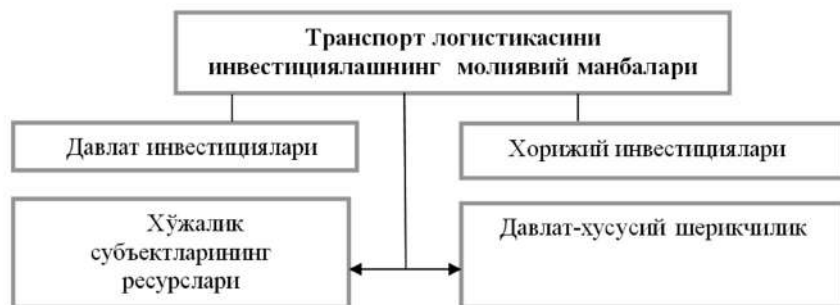 Транспорт логистикасини
инвестициялашнинг молиявий манбалари
Давлат инвестициялари
Хорижий инвестициялари
Хўжалик
субъектларининг
ресурслари
Давлат-хусусий шерикчилик